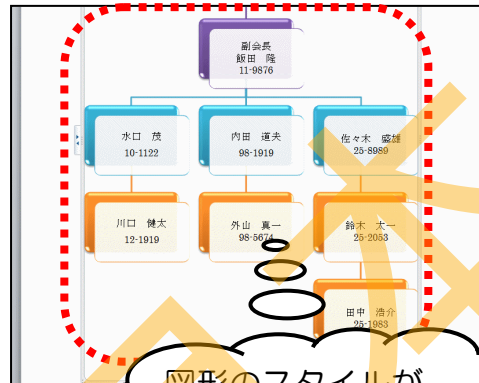 副会長
飯田 隆
11-9876
水口 茂
10-1122
内田 道夫
98-1919
佐々木 盛雄
25-8989
川口 健太
12-1919
外山 真一
98-5674
鈴木 太一
25-2053
田中 浩介
25-1983
図形のスタイルが